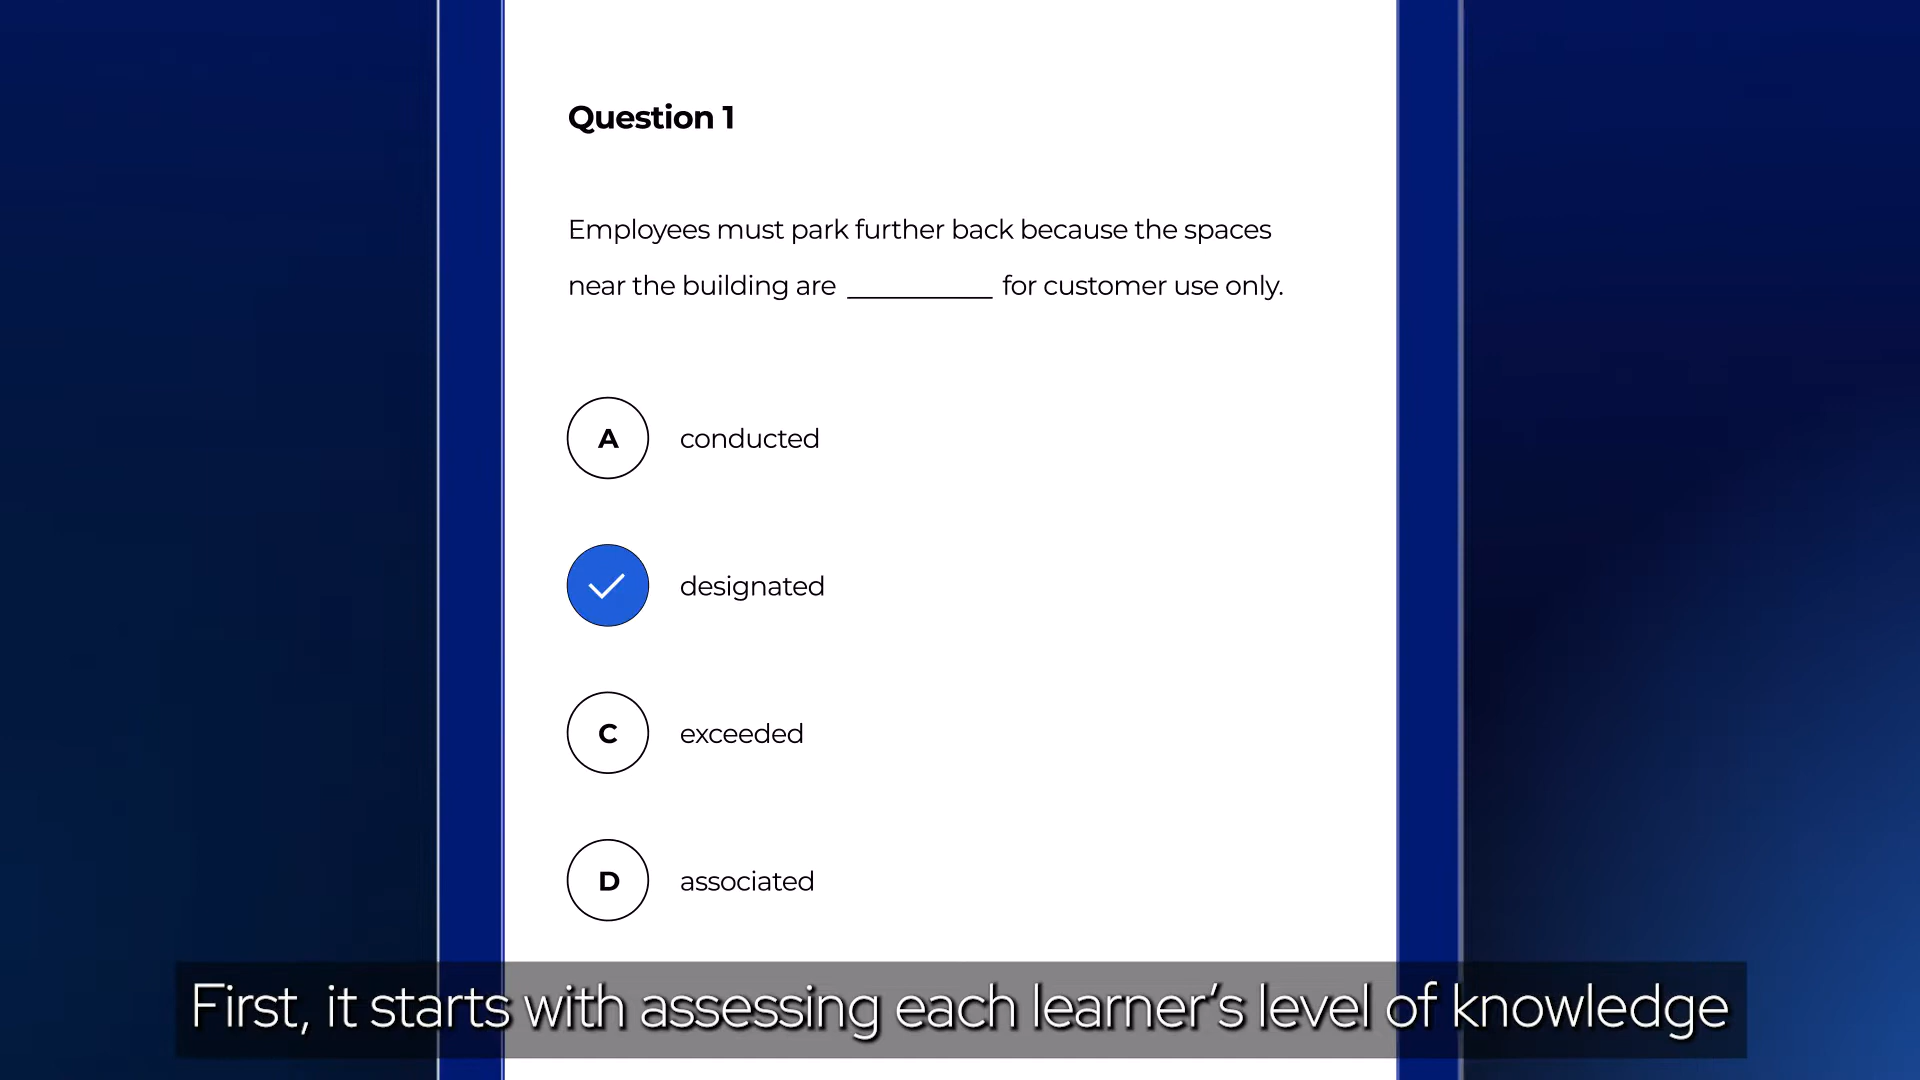 Question 1
Employees must park further back because the spaces
near the building are __________ for customer use only.
A conducted
designated
C exceeded
D associated
First, it starts with assessing each learner’s level of knowledge